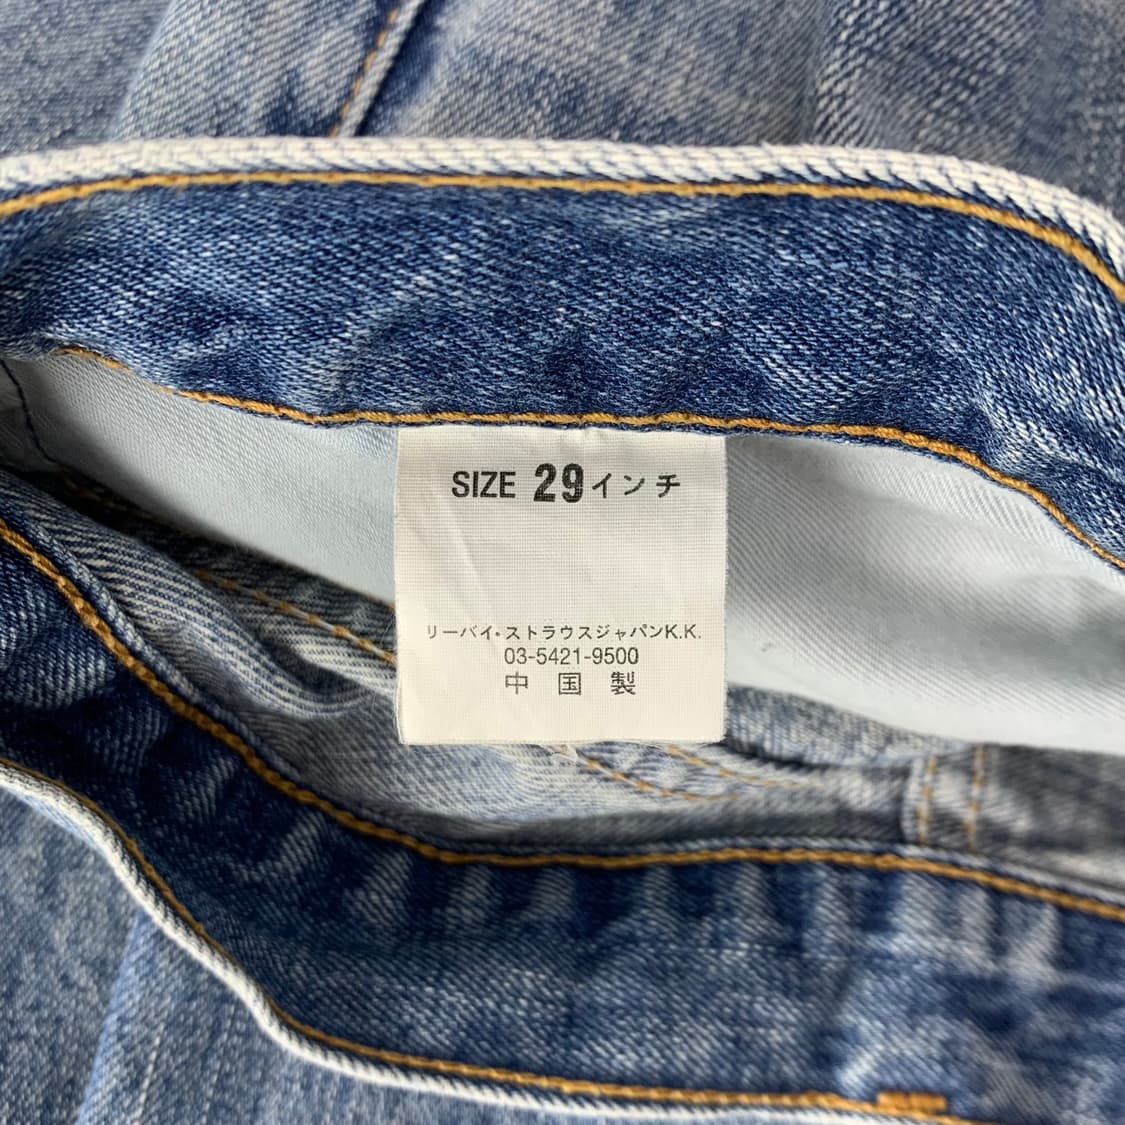 SIZE 29インチ
リーバイ・ストラウスジャパンK.K.
03-5421-9500
中国製